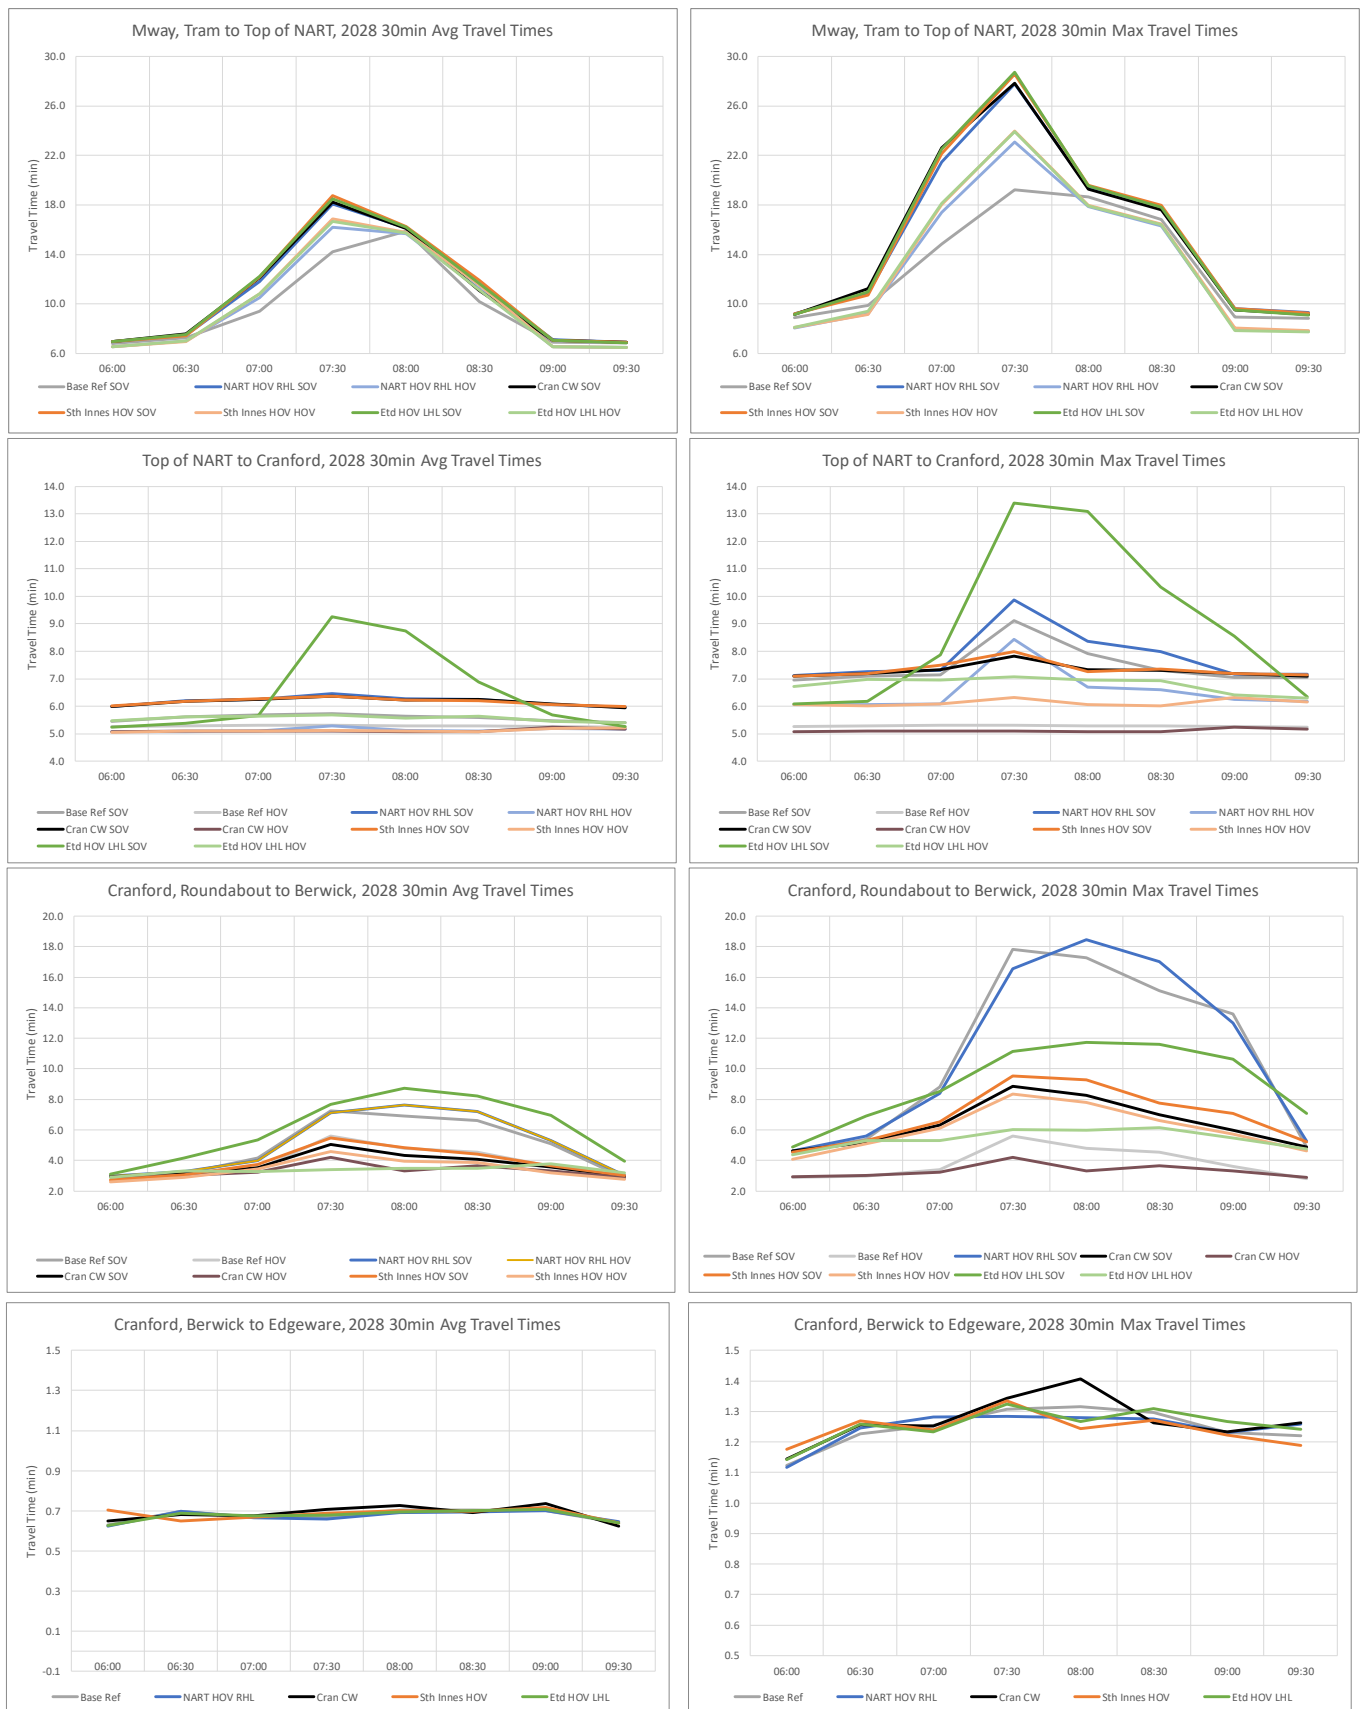 Mway, Tram to Top of NART, 2028 30min Avg Travel Times
30.0
26.0
22.0
18.0
14.0
10.0
6.0
Travel Time (min)
06:00 06:30 07:00 07:30 08:00 08:30 09:00 09:30
Base Ref SOV NART HOV RHL SOV NART HOV RHL HOV Cran CW SOV
Sth Innes HOV SOV Sth Innes HOV HOV Etd HOV LHL SOV Etd HOV LHL HOV
Mway, Tram to Top of NART, 2028 30min Max Travel Times
30.0
26.0
22.0
18.0
14.0
10.0
6.0
Travel Time (min)
06:00 06:30 07:00 07:30 08:00 08:30 09:00 09:30
Base Ref SOV NART HOV RHL SOV NART HOV RHL HOV Cran CW SOV
Sth Innes HOV SOV Sth Innes HOV HOV Etd HOV LHL SOV Etd HOV LHL HOV
Top of NART to Cranford, 2028 30min Avg Travel Times
14.0
13.0
12.0
11.0
10.0
9.0
8.0
7.0
6.0
5.0
4.0
Travel Time (min)
06:00 06:30 07:00 07:30 08:00 08:30 09:00 09:30
Base Ref SOV Base Ref HOV NART HOV RHL SOV NART HOV RHL HOV
Cran CW SOV Cran CW HOV Sth Innes HOV SOV Sth Innes HOV HOV
Etd HOV LHL SOV Etd HOV LHL HOV
Top of NART to Cranford, 2028 30min Max Travel Times
14.0
13.0
12.0
11.0
10.0
9.0
8.0
7.0
6.0
5.0
4.0
Travel Time (min)
06:00 06:30 07:00 07:30 08:00 08:30 09:00 09:30
Base Ref SOV Base Ref HOV NART HOV RHL SOV NART HOV RHL HOV
Cran CW SOV Cran CW HOV Sth Innes HOV SOV Sth Innes HOV HOV
Etd HOV LHL SOV Etd HOV LHL HOV
Cranford, Roundabout to Berwick, 2028 30min Avg Travel Times
20.0
18.0
16.0
14.0
12.0
10.0
8.0
6.0
4.0
2.0
Travel Time (min)
06:00 06:30 07:00 07:30 08:00 08:30 09:00 09:30
Base Ref SOV Base Ref HOV NART HOV RHL SOV NART HOV RHL HOV
Cran CW SOV Cran CW HOV Sth Innes HOV SOV Sth Innes HOV HOV
Cranford, Roundabout to Berwick, 2028 30min Max Travel Times
20.0
18.0
16.0
14.0
12.0
10.0
8.0
6.0
4.0
2.0
Travel Time (min)
06:00 06:30 07:00 07:30 08:00 08:30 09:00 09:30
Base Ref SOV Base Ref HOV NART HOV RHL SOV Cran CW SOV Cran CW HOV
Sth Innes HOV SOV Sth Innes HOV HOV Etd HOV LHL SOV Etd HOV LHL HOV
Cranford, Berwick to Edgeware, 2028 30min Avg Travel Times
1.5
1.3
1.1
0.9
0.7
0.5
0.3
0.1
-0.1
Travel Time (min)
06:00 06:30 07:00 07:30 08:00 08:30 09:00 09:30
Base Ref NART HOV RHL Cran CW Sth Innes HOV Etd HOV LHL
Cranford, Berwick to Edgeware, 2028 30min Max Travel Times
1.5
1.4
1.3
1.2
1.1
1.0
0.9
0.8
0.7
0.6
0.5
Travel Time (min)
06:00 06:30 07:00 07:30 08:00 08:30 09:00 09:30
Base Ref NART HOV RHL Cran CW Sth Innes HOV Etd HOV LHL